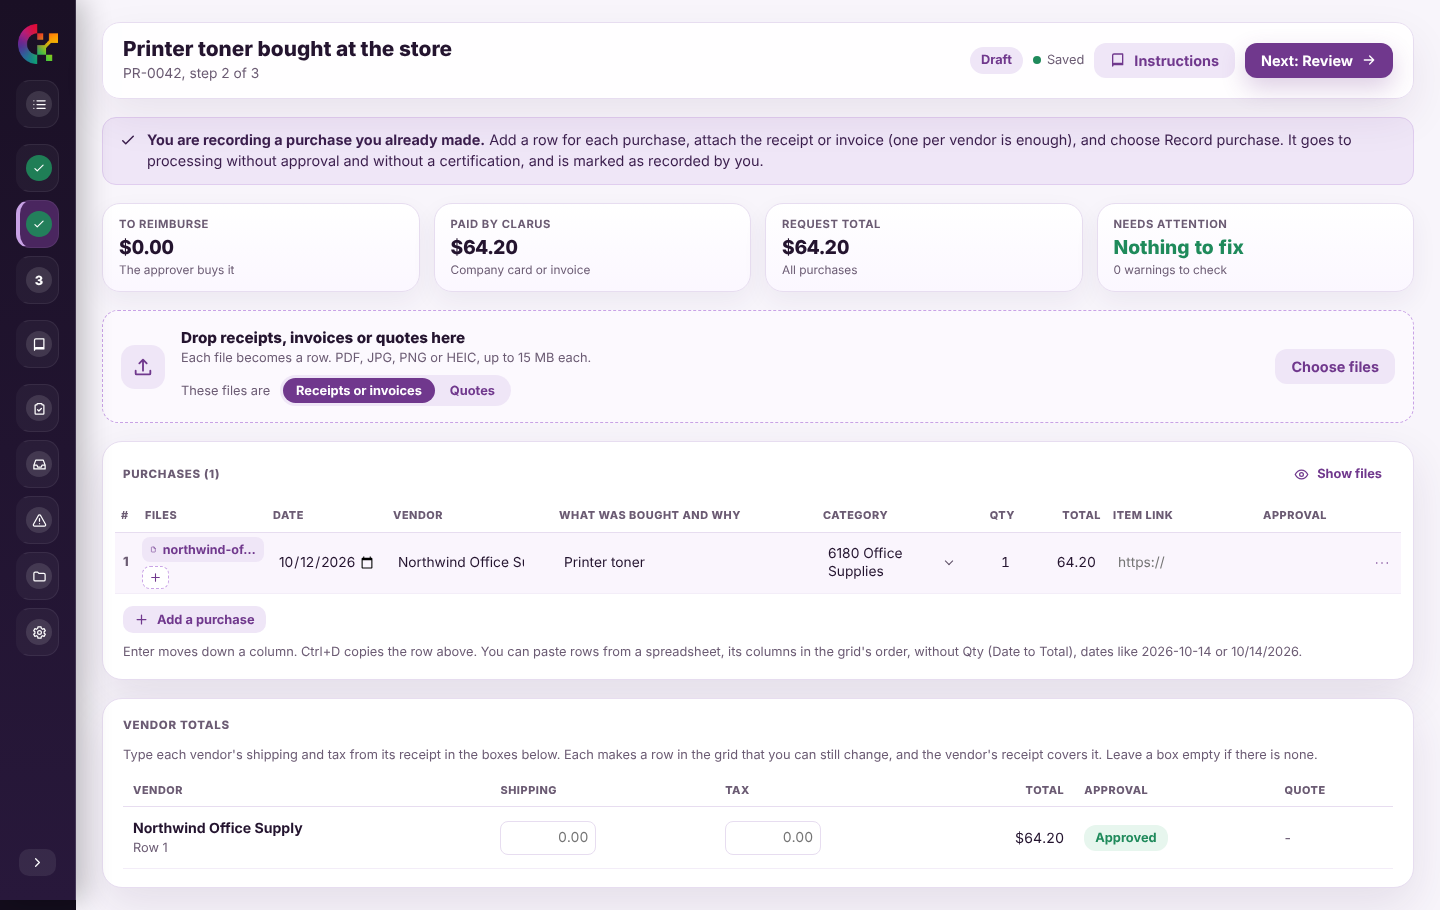 Printer toner bought at the store
PR-0042, step 2 of 3
Draft
Saved
Instructions
Next: Review
You are recording a purchase you already made. Add a row for each purchase, attach the receipt or invoice (one per vendor is enough), and choose Record purchase. It goes to
processing without approval and without a certification, and is marked as recorded by you.
TO REIMBURSE
$0.00
The approver buys it
PAID BY CLARUS
$64.20
Company card or invoice
REQUEST TOTAL
$64.20
All purchases
NEEDS ATTENTION
Nothing to fix
0 warnings to check
3
Drop receipts, invoices or quotes here
Each file becomes a row. PDF, JPG, PNG or HEIC, up to 15 MB each.
These files are
Receipts or invoices
Quotes
Choose files
PURCHASES (1)
Show files
# FILES DATE VENDOR WHAT WAS BOUGHT AND WHY CATEGORY QTY TOTAL ITEM LINK APPROVAL
1 northwind-of... 10/12/2026 Northwind Office Su Printer toner 6180 Office Supplies 1 64.20 https:// ...
+
+ Add a purchase
Enter moves down a column. Ctrl+D copies the row above. You can paste rows from a spreadsheet, its columns in the grid's order, without Qty (Date to Total), dates like 2026-10-14 or 10/14/2026.
VENDOR TOTALS
Type each vendor's shipping and tax from its receipt in the boxes below. Each makes a row in the grid that you can still change, and the vendor's receipt covers it. Leave a box empty if there is none.
VENDOR SHIPPING TAX TOTAL APPROVAL QUOTE
Northwind Office Supply 0.00 0.00 $64.20 Approved -
Row 1